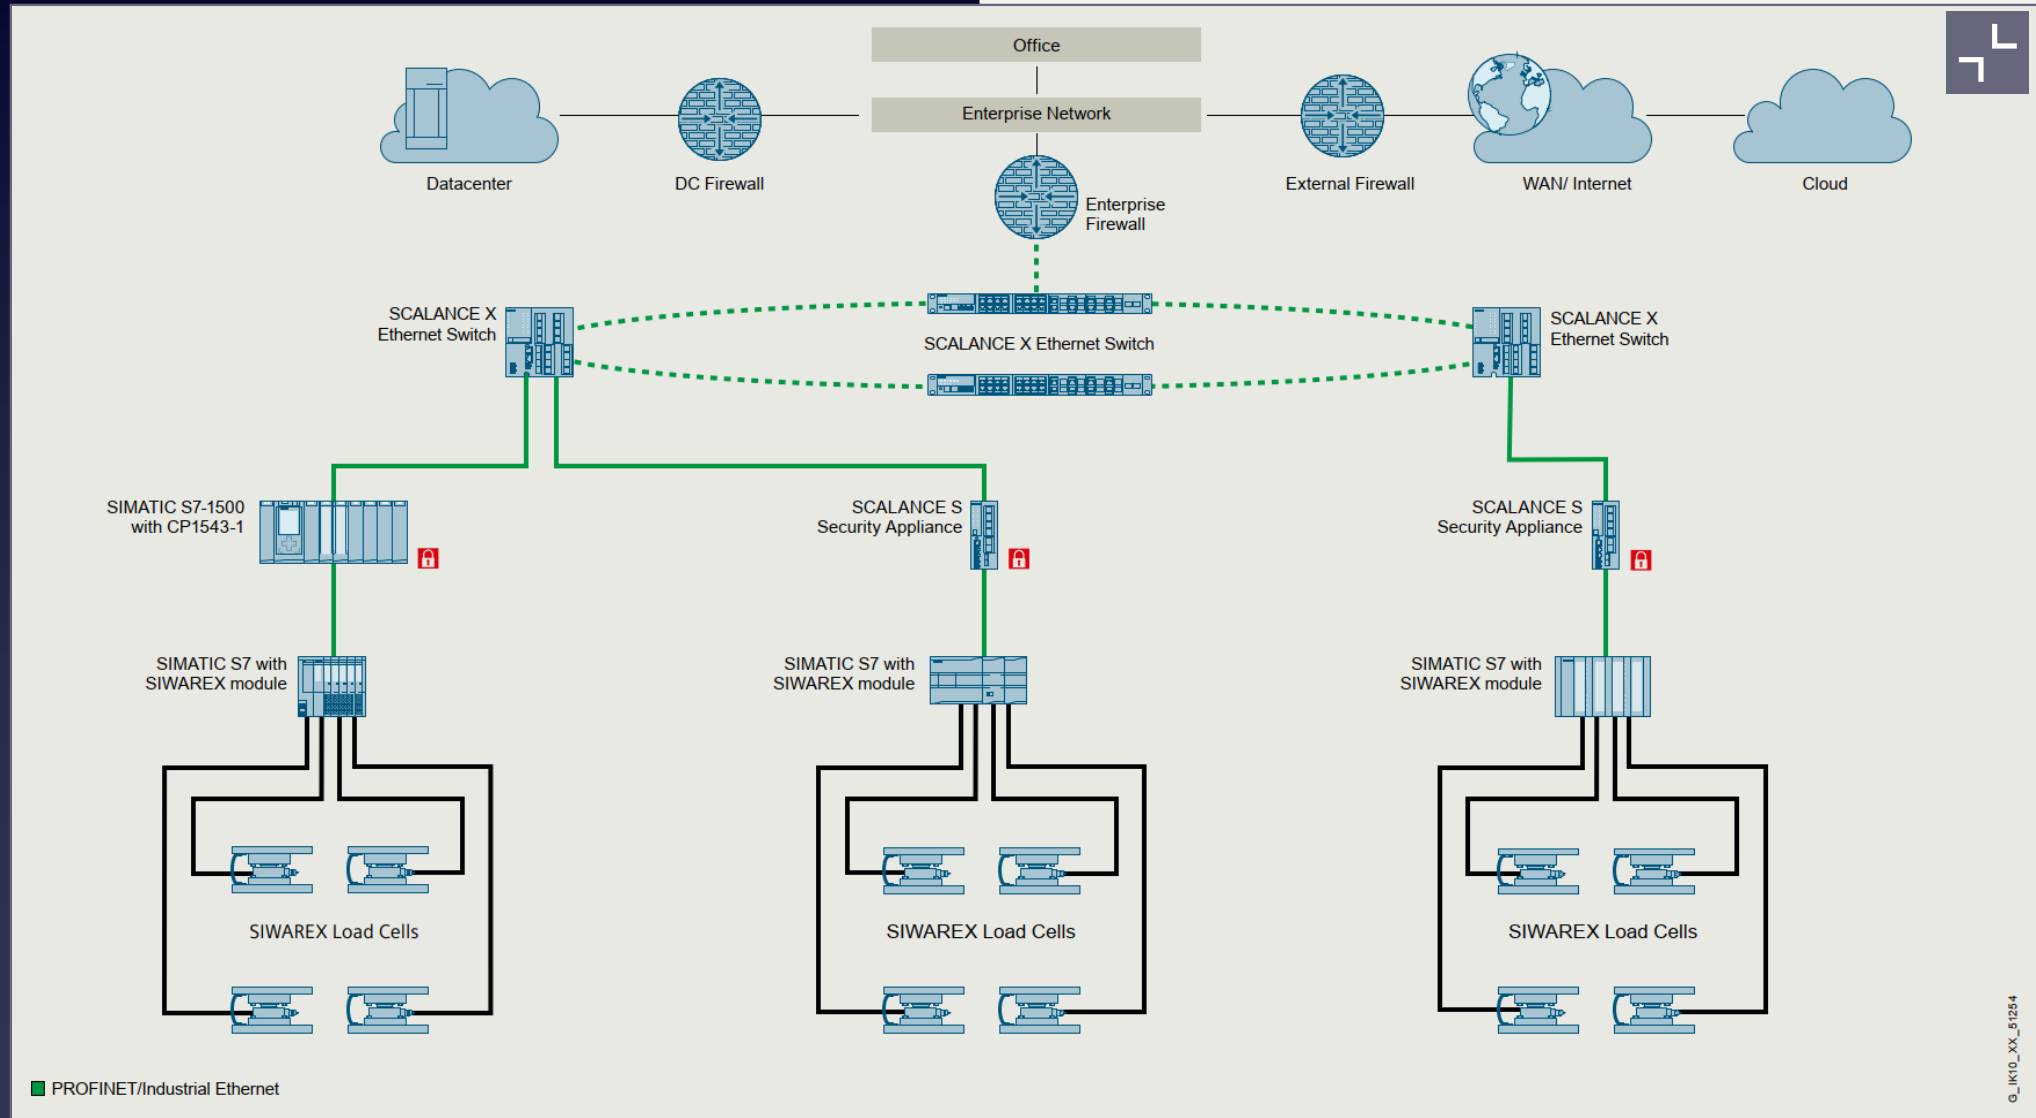 Office
Enterprise Network
Datacenter
DC Firewall
Enterprise
Firewall
External Firewall
WAN/ Internet
Cloud
SCALANCE X
Ethernet Switch
SCALANCE X Ethernet Switch
SCALANCE X
Ethernet Switch
SIMATIC S7-1500
with CP1543-1
SCALANCE S
Security Appliance
SCALANCE S
Security Appliance
SIMATIC S7 with
SIWAREX module
SIMATIC S7 with
SIWAREX module
SIMATIC S7 with
SIWAREX module
SIWAREX Load Cells
SIWAREX Load Cells
SIWAREX Load Cells
PROFINET/Industrial Ethernet
G_IK10_XX_51254